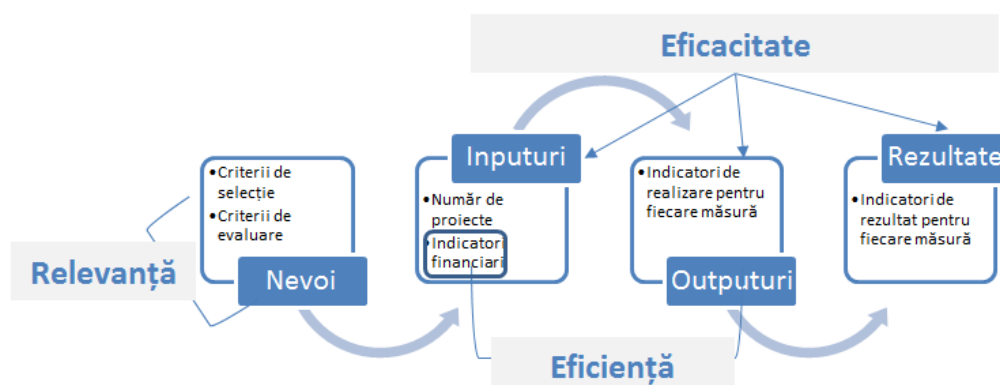 Eficacitate
Inputuri
Rezultate
•Criterii de
selecție
•Criterii de
evaluare
•Număr de
proiecte
•Indicatori
financiari
•Indicatori de
realizare pentru
fiecare măsură
•Indicatori de
rezultat pentru
fiecare măsură
Relevanță
Nevoi
Outputuri
Eficiență